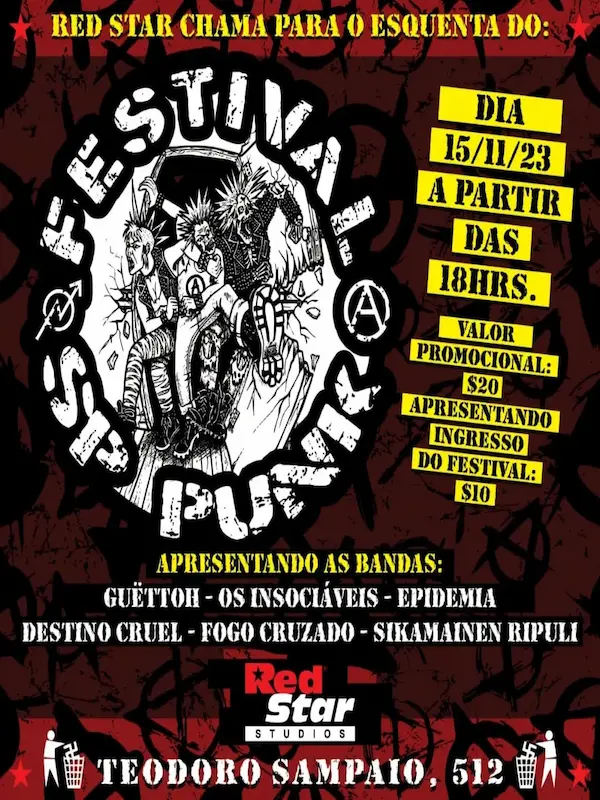 RED STAR CHAMA PARA O ESQUENTA DO:
FESTIVAL
PUNK
SP
DIA
15/11/23
A PARTIR
DAS
18HRS.
VALOR
PROMOCIONAL:
$20
APRESENTANDO
INGRESSO
DO FESTIVAL:
$10
APRESENTANDO AS BANDAS:
GUËTTOH - OS INSOCIÁVEIS - EPIDEMIA
DESTINO CRUEL - FOGO CRUZADO - SIKAMAINEN RIPULI
Red
Star
STUDIOS
TEODORO SAMPAIO, 512